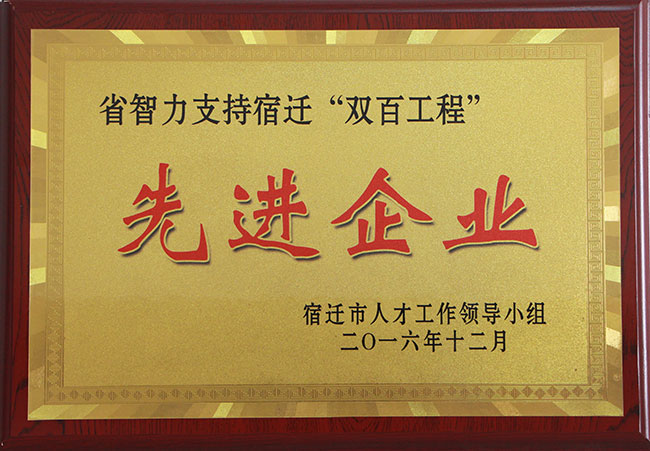 省智力支持宿迁“双百工程”
先进企业
宿迁市人才工作领导小组
二〇一六年十二月